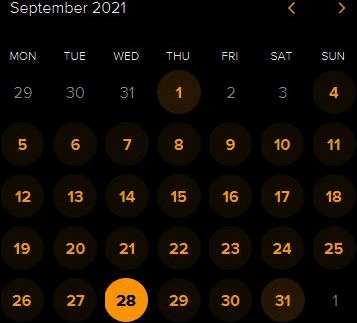 September 2021
MON TUE WED THU FRI SAT SUN
29 30 31 1 2 3 4
5 6 7 8 9 10 11
12 13 14 15 16 17 18
19 20 21 22 23 24 25
26 27 28 29 30 31 1